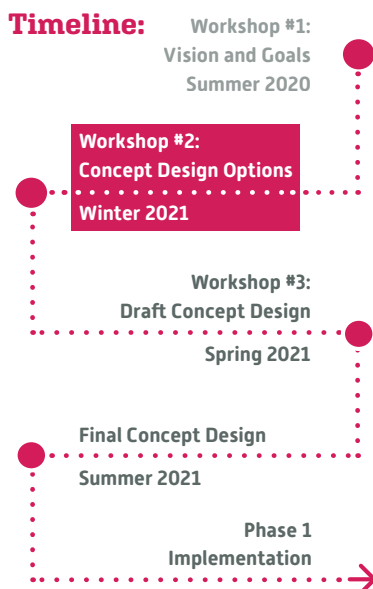 Timeline:
Workshop #1:
Vision and Goals
Summer 2020
Workshop #2:
Concept Design Options
Winter 2021
Workshop #3:
Draft Concept Design
Spring 2021
Final Concept Design
Summer 2021
Phase 1
Implementation